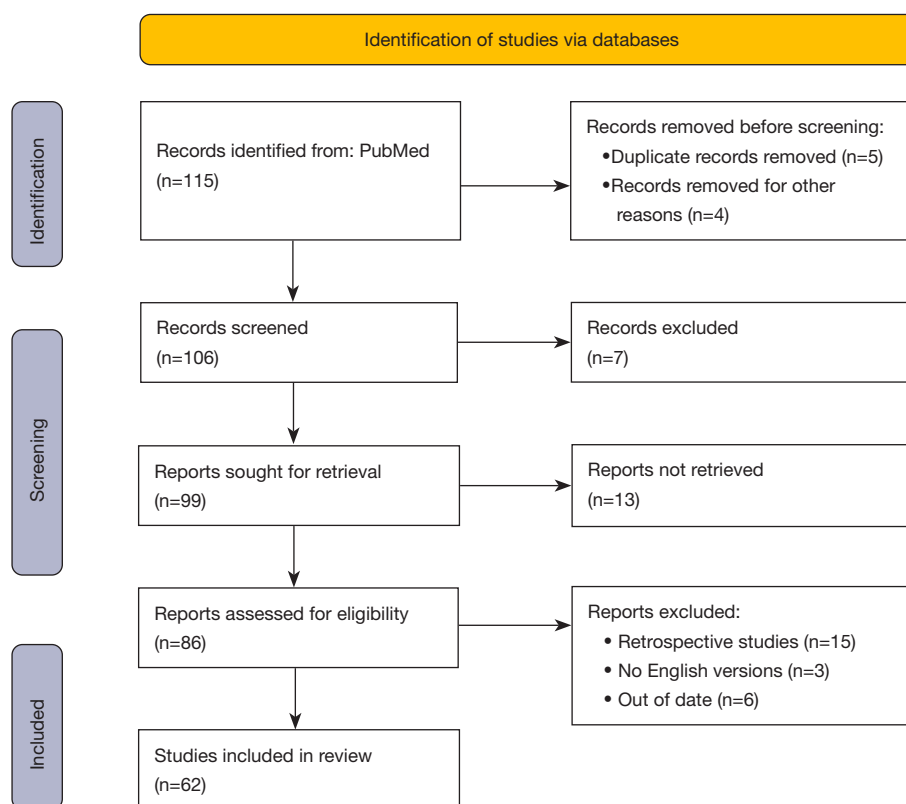 Identification of studies via databases
Identification
Records identified from: PubMed
(n=115)
Records removed before screening:
•Duplicate records removed (n=5)
•Records removed for other
reasons (n=4)
Screening
Records screened
(n=106)
Records excluded
(n=7)
Reports sought for retrieval
(n=99)
Reports not retrieved
(n=13)
Reports assessed for eligibility
(n=86)
Reports excluded:
• Retrospective studies (n=15)
• No English versions (n=3)
• Out of date (n=6)
Included
Studies included in review
(n=62)